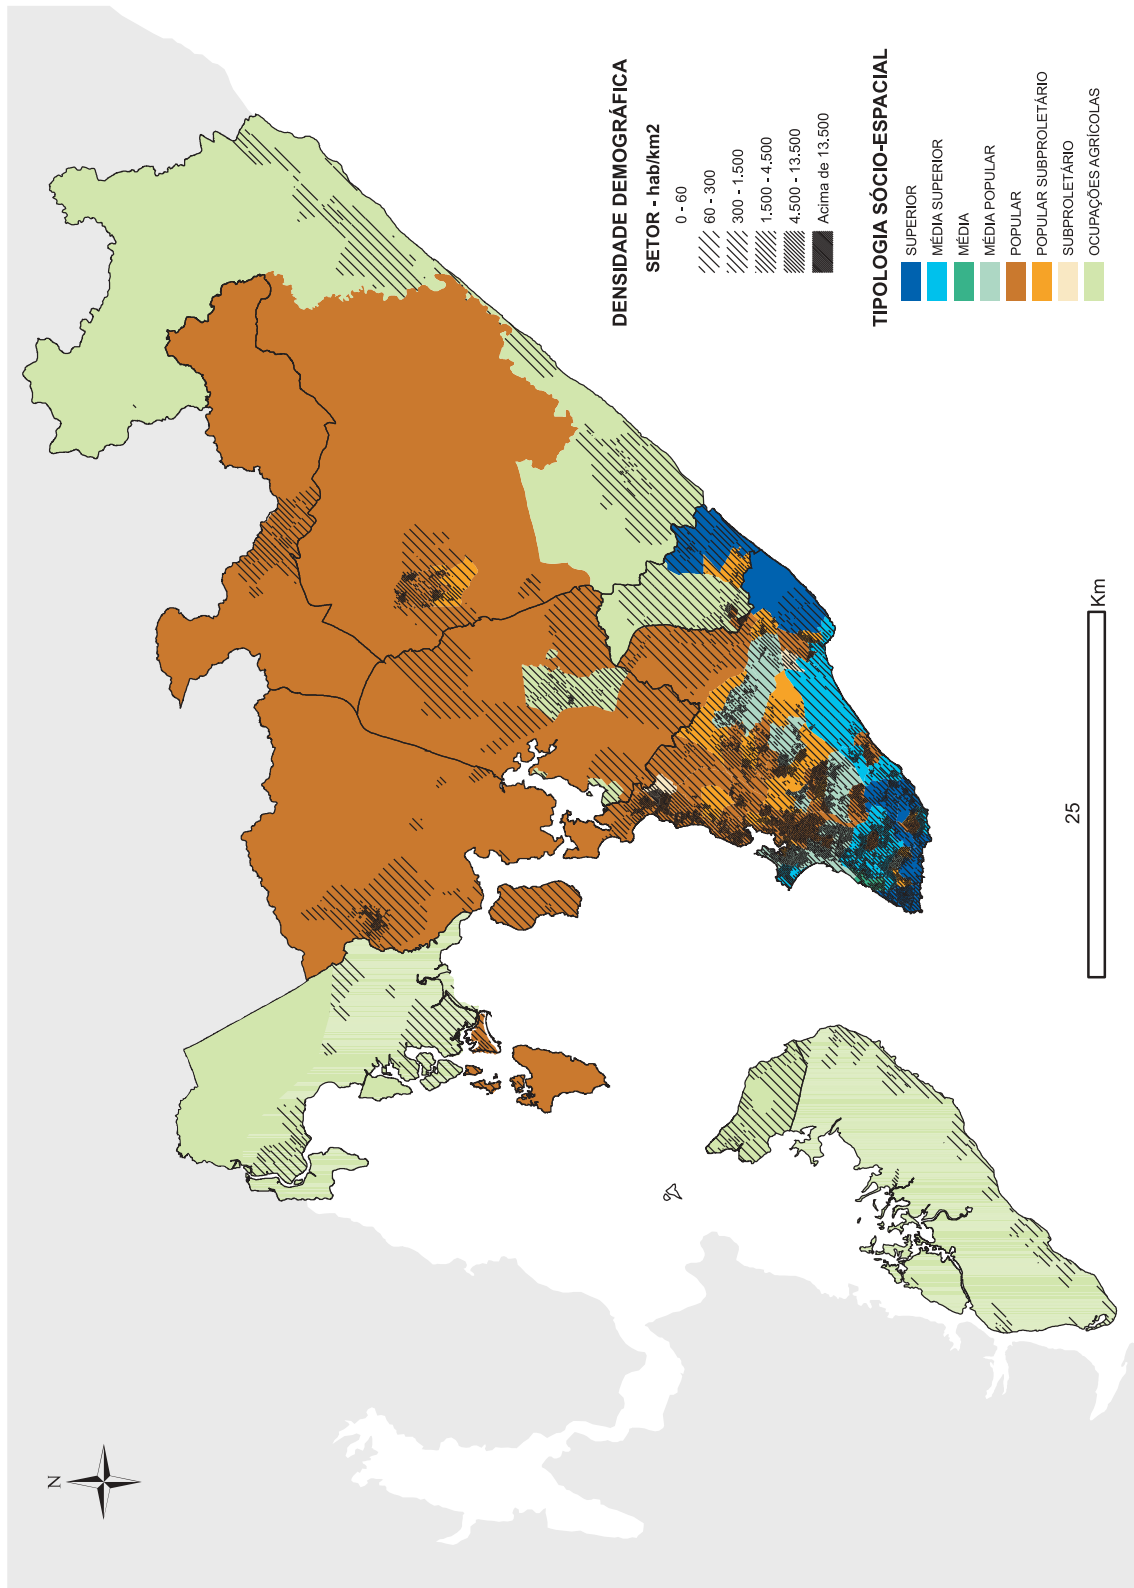 DENSIDADE DEMOGRÁFICA
SETOR - hab/km2
0 - 60
60 - 300
300 - 1.500
1.500 - 4.500
4.500 - 13.500
Acima de 13.500
TIPOLOGIA SÓCIO-ESPACIAL
SUPERIOR
MÉDIA SUPERIOR
MÉDIA
MÉDIA POPULAR
POPULAR
POPULAR SUBPROLETÁRIO
SUBPROLETÁRIO
OCUPAÇÕES AGRÍCOLAS
25
Km
N